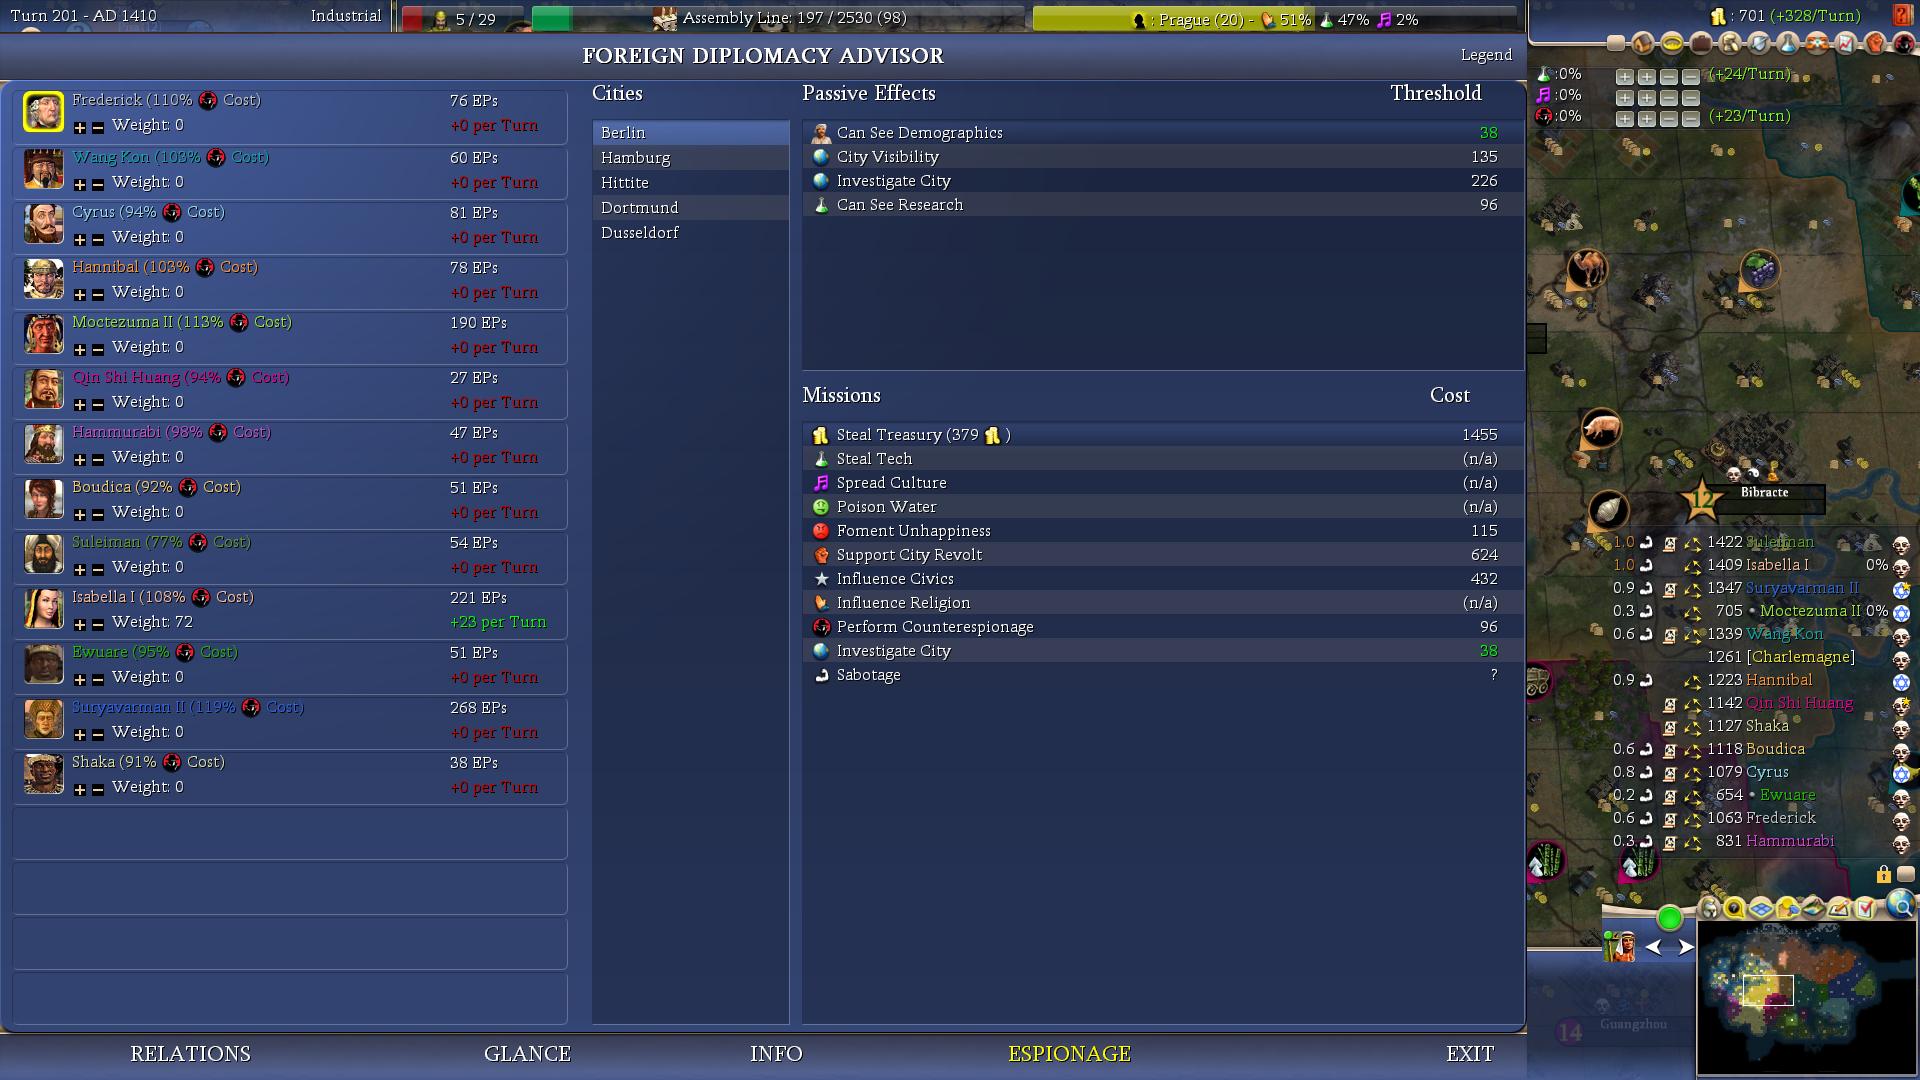 Turn 201 - AD 1410
Industrial
5 / 29
Assembly Line: 197 / 2530 (98)
: Prague (20) - 51% 47% 2%
: 701 (+328/Turn)
FOREIGN DIPLOMACY ADVISOR
Legend
:0% (+24/Turn)
:0%
:0% (+23/Turn)
Frederick (110% Cost)
76 EPs
Weight: 0
+0 per Turn
Wang Kon (103% Cost)
60 EPs
Weight: 0
+0 per Turn
Cyrus (94% Cost)
81 EPs
Weight: 0
+0 per Turn
Hannibal (103% Cost)
78 EPs
Weight: 0
+0 per Turn
Moctezuma II (113% Cost)
190 EPs
Weight: 0
+0 per Turn
Qin Shi Huang (94% Cost)
27 EPs
Weight: 0
+0 per Turn
Hammurabi (98% Cost)
47 EPs
Weight: 0
+0 per Turn
Boudica (92% Cost)
51 EPs
Weight: 0
+0 per Turn
Suleiman (77% Cost)
54 EPs
Weight: 0
+0 per Turn
Isabella I (108% Cost)
221 EPs
Weight: 72
+23 per Turn
Ewuare (95% Cost)
51 EPs
Weight: 0
+0 per Turn
Suryavarman II (119% Cost)
268 EPs
Weight: 0
+0 per Turn
Shaka (91% Cost)
38 EPs
Weight: 0
+0 per Turn
Cities
Berlin
Hamburg
Hittite
Dortmund
Dusseldorf
Passive Effects
Threshold
Can See Demographics 38
City Visibility 135
Investigate City 226
Can See Research 96
Missions
Cost
Steal Treasury (379 ) 1455
Steal Tech (n/a)
Spread Culture (n/a)
Poison Water (n/a)
Foment Unhappiness 115
Support City Revolt 624
Influence Civics 432
Influence Religion (n/a)
Perform Counterespionage 96
Investigate City 38
Sabotage ?
12 Bibracte
1.0 1422 Suleiman
1.0 1409 Isabella I 0%
0.9 1347 Suryavarman II
0.3 705 • Moctezuma II 0%
0.6 1339 Wang Kon
1261 [Charlemagne]
0.9 1223 Hannibal
1142 Qin Shi Huang
1127 Shaka
0.6 1118 Boudica
0.8 1079 Cyrus
0.2 654 • Ewuare
0.6 1063 Frederick
0.3 831 Hammurabi
14 Guangzhou
RELATIONS
GLANCE
INFO
ESPIONAGE
EXIT